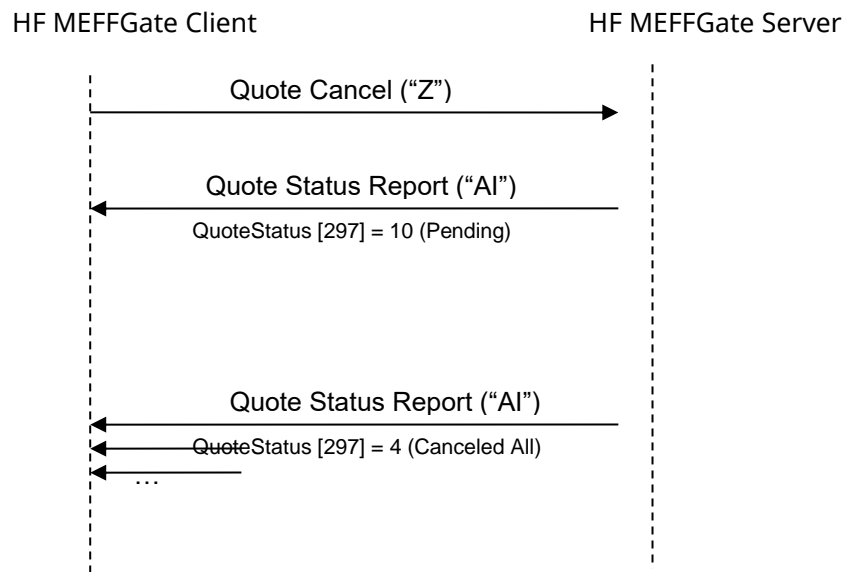 HF MEFFGate Client HF MEFFGate Server
Quote Cancel (“Z”)
Quote Status Report (“AI”)
QuoteStatus [297] = 10 (Pending)
Quote Status Report (“AI”)
QuoteStatus [297] = 4 (Canceled All)
…